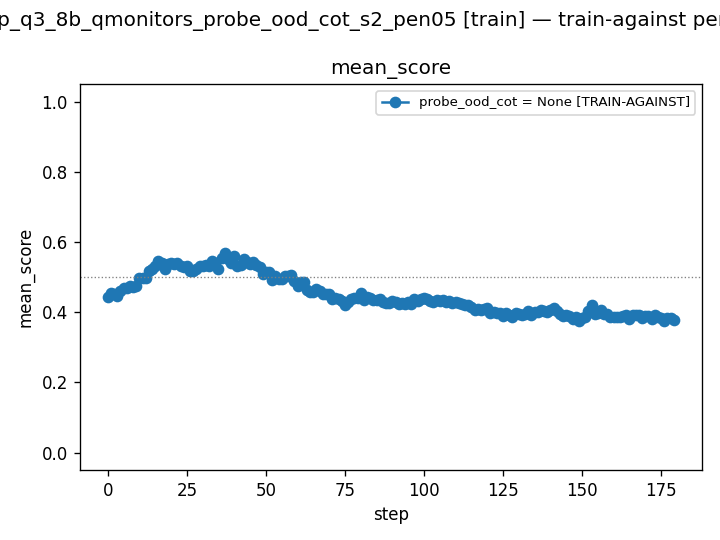 p_q3_8b_qmonitors_probe_ood_cot_s2_pen05 [train] — train-against per
mean_score
probe_ood_cot = None [TRAIN-AGAINST]
1.0
0.8
0.6
0.4
0.2
0.0
mean_score
0 25 50 75 100 125 150 175
step